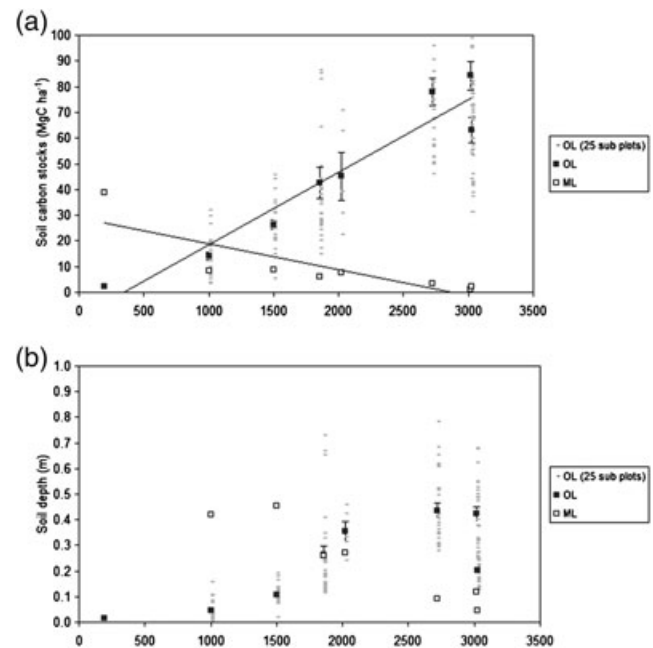 (a)
Soil carbon stocks (MgC ha⁻¹)
100
90
80
70
60
50
40
30
20
10
0
0 500 1000 1500 2000 2500 3000 3500
- OL (25 sub plots)
OL
ML
(b)
Soil depth (m)
1.0
0.9
0.8
0.7
0.6
0.5
0.4
0.3
0.2
0.1
0.0
0 500 1000 1500 2000 2500 3000 3500
- OL (25 sub plots)
OL
ML